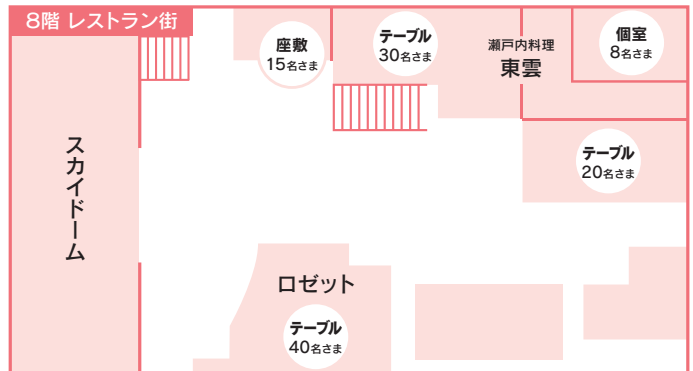 8階 レストラン街
座敷
15名さま
テーブル
30名さま
瀬戸内料理
東雲
個室
8名さま
スカイドーム
テーブル
20名さま
ロゼット
テーブル
40名さま